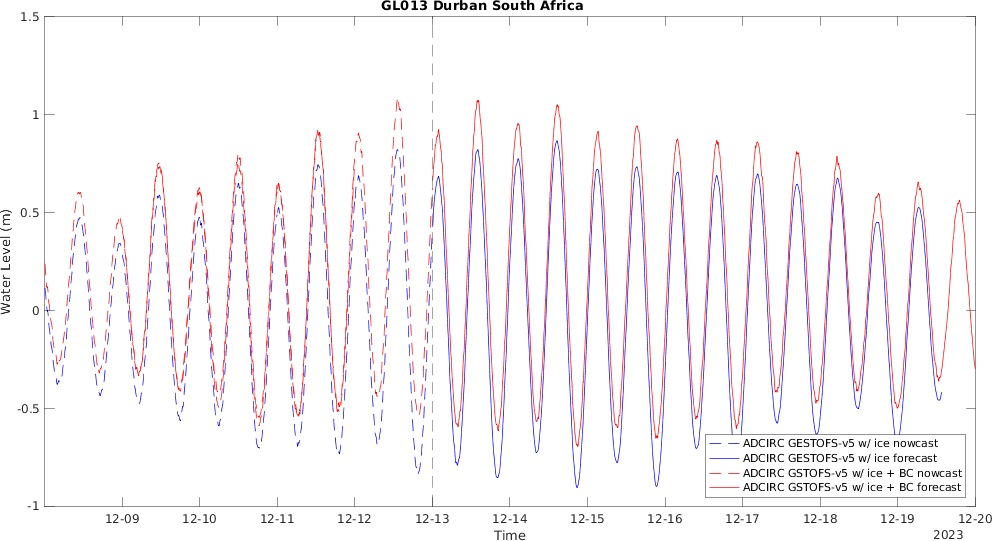 GL013 Durban South Africa
1.5
1
0.5
0
-0.5
-1
Water Level (m)
12-09 12-10 12-11 12-12 12-13 12-14 12-15 12-16 12-17 12-18 12-19 12-20
Time
2023
ADCIRC GESTOFS-v5 w/ ice nowcast
ADCIRC GESTOFS-v5 w/ ice forecast
ADCIRC GSTOFS-v5 w/ ice + BC nowcast
ADCIRC GSTOFS-v5 w/ ice + BC forecast